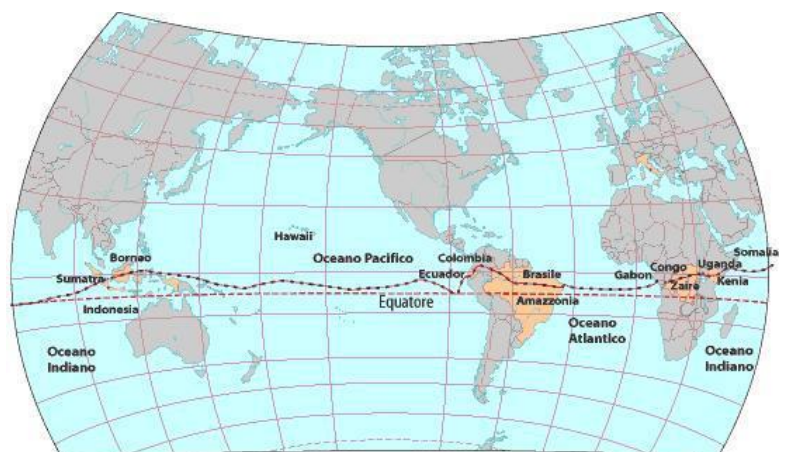 Hawaii
Oceano Pacifico
Borneo
Colombia
Somalia
Sumatra
Ecuador
Brasile
Gabon
Congo
Uganda
Zaire
Kenia
Indonesia
Equatore
Amazzonia
Oceano
Indiano
Oceano
Atlantico
Oceano
Indiano